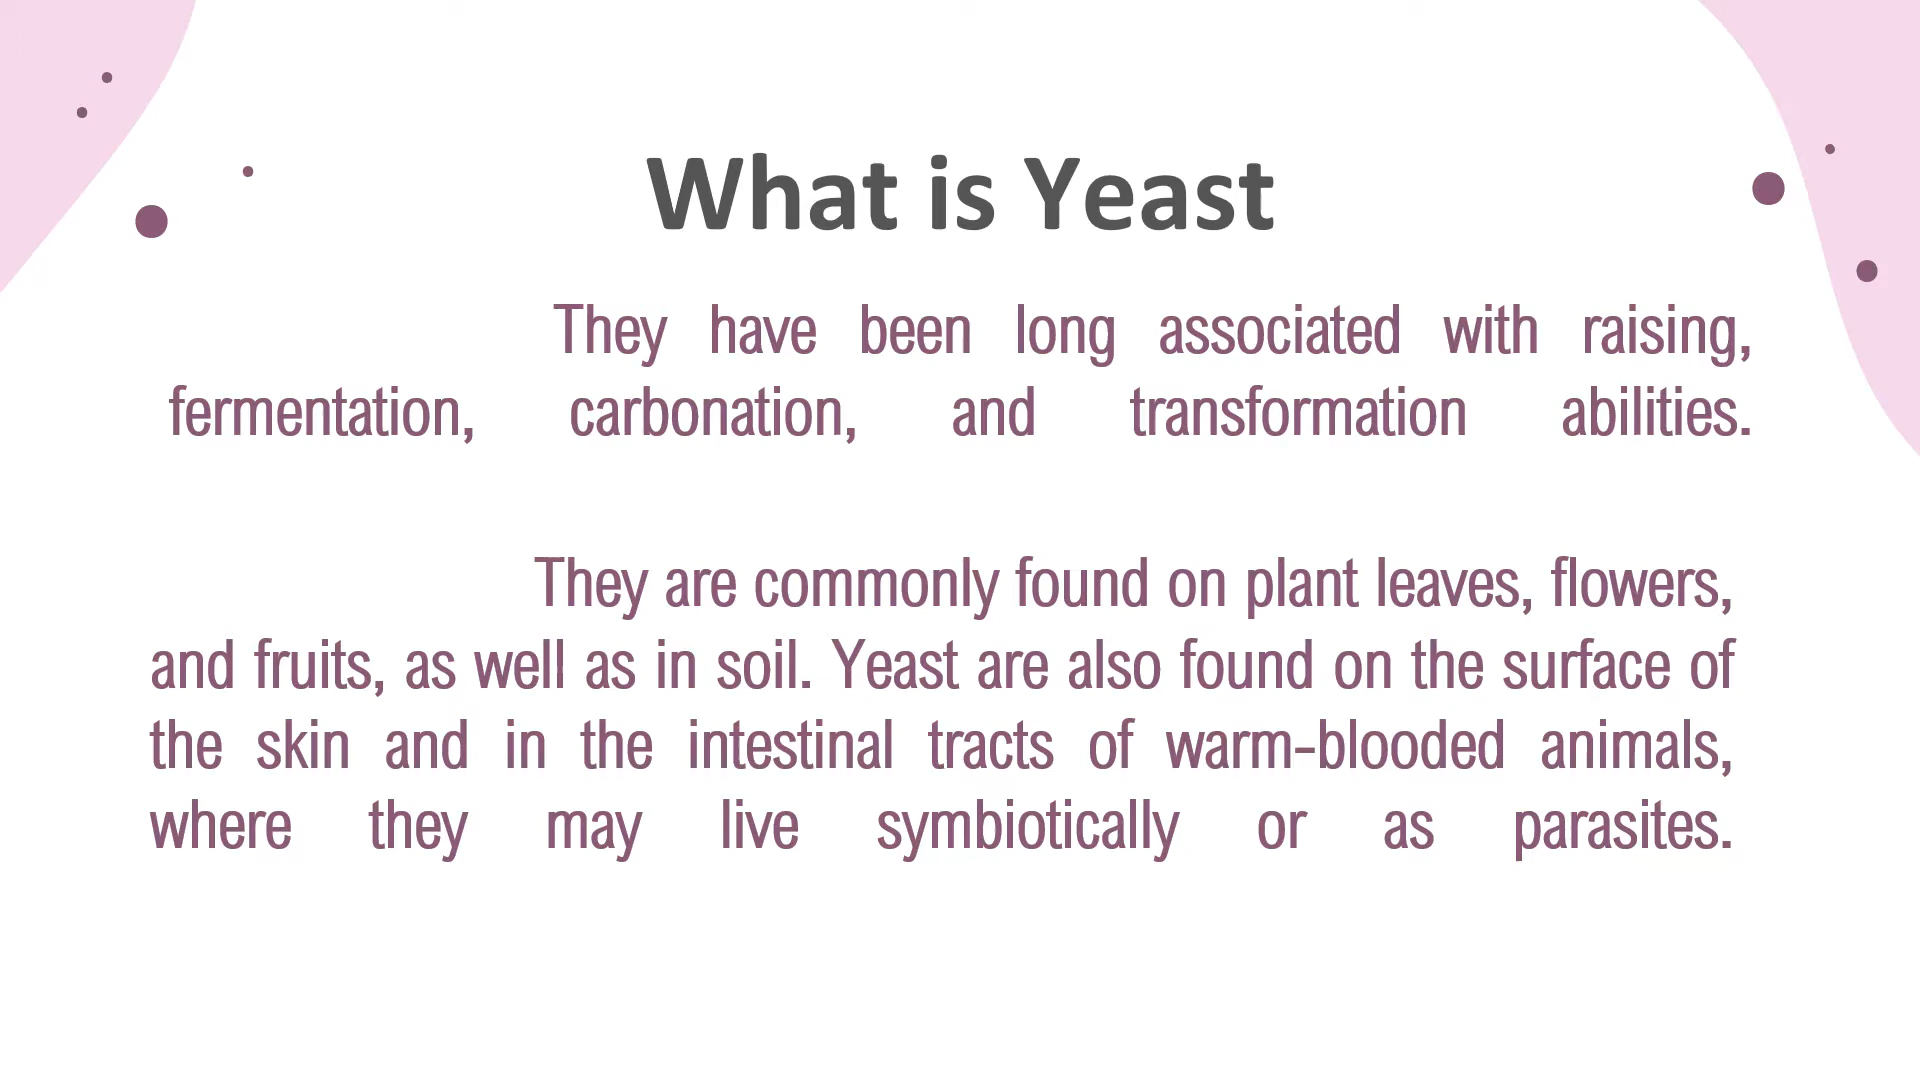 What is Yeast
They have been long associated with raising,
fermentation, carbonation, and transformation abilities.
They are commonly found on plant leaves, flowers,
and fruits, as well as in soil. Yeast are also found on the surface of
the skin and in the intestinal tracts of warm-blooded animals,
where they may live symbiotically or as parasites.